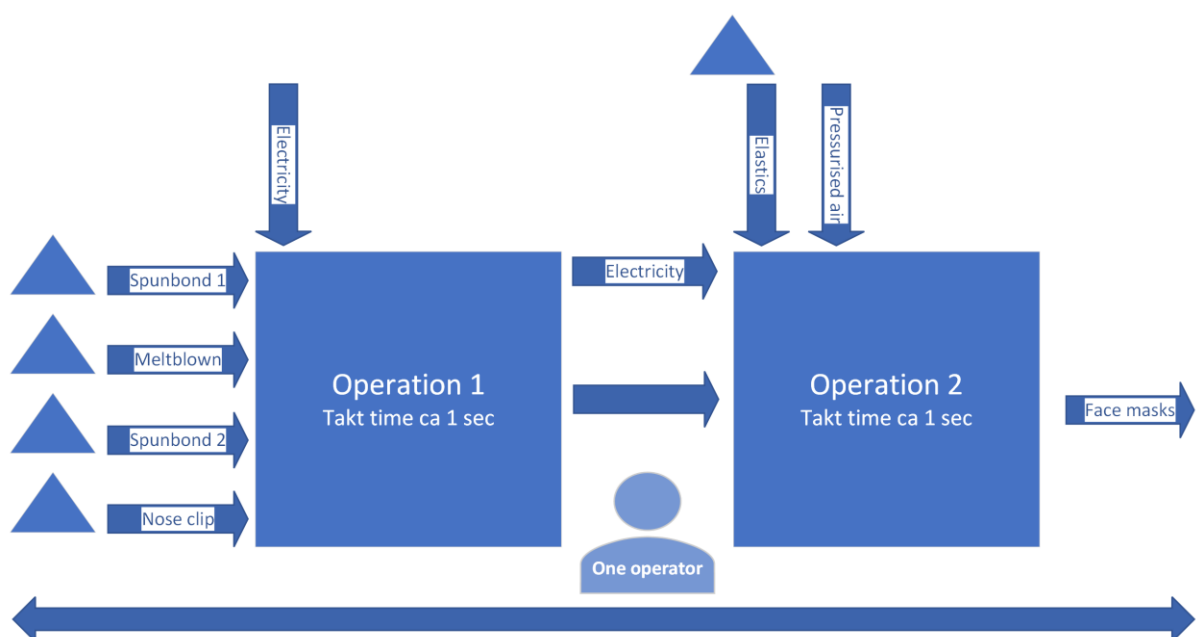 Electricity
Elastics
Pressurised air
Spunbond 1
Meltblown
Spunbond 2
Nose clip
Operation 1
Takt time ca 1 sec
Electricity
One operator
Operation 2
Takt time ca 1 sec
Face masks